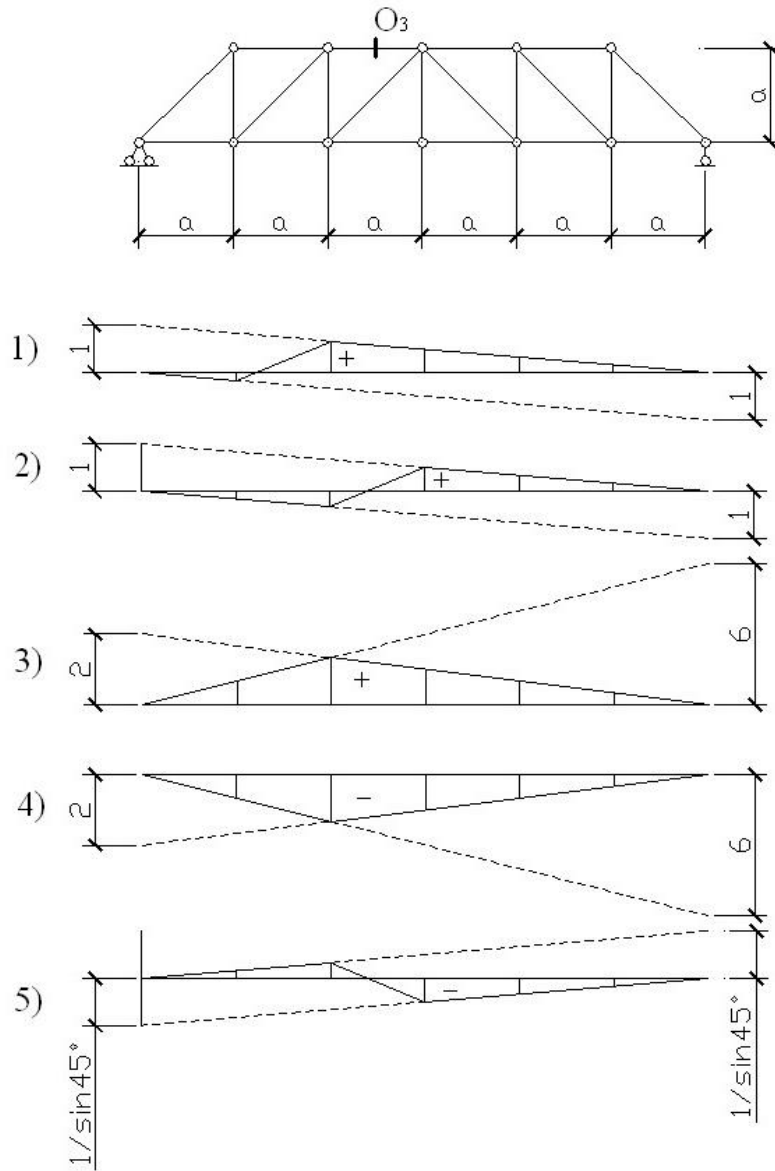 O3
a
a a a a a a
1) 1 + 1
2) 1 + 1
3) 2 + 6
4) 2 - 6
5) 1/sin45° - 1/sin45°